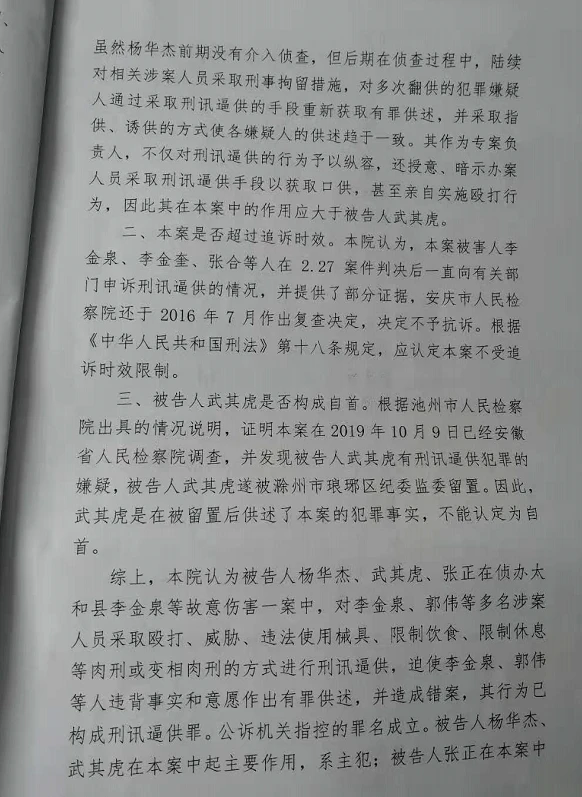 虽然杨华杰前期没有介入侦查，但后期在侦查过程中，陆续
对相关涉案人员采取刑事拘留措施，对多次翻供的犯罪嫌疑
人通过采取刑讯逼供的手段重新获取有罪供述，并采取指
供、诱供的方式使各嫌疑人的供述趋于一致。其作为专案负
责人，不仅对刑讯逼供的行为予以纵容，还授意、暗示办案
人员采取刑讯逼供手段以获取口供，甚至亲自实施殴打行
为，因此其在本案中的作用应大于被告人武其虎。
二、本案是否超过追诉时效。本院认为，本案被害人李
金泉、李金奎、张合等人在 2.27 案件判决后一直向有关部
门申诉刑讯逼供的情况，并提供了部分证据，安庆市人民检
察院还于 2016 年 7 月作出复查决定，决定不予抗诉。根据
《中华人民共和国刑法》第十八条规定，应认定本案不受追
诉时效限制。
三、被告人武其虎是否构成自首。根据池州市人民检察
院出具的情况说明，证明本案在 2019 年 10 月 9 日已经安徽
省人民检察院调查，并发现被告人武其虎有刑讯逼供犯罪的
嫌疑，被告人武其虎遂被滁州市琅琊区纪委监委留置。因此，
武其虎是在被留置后供述了本案的犯罪事实，不能认定为自
首。
综上，本院认为被告人杨华杰、武其虎、张正在侦办太
和县李金泉等故意伤害一案中，对李金泉、郭伟等多名涉案
人员采取殴打、威胁、违法使用械具、限制饮食、限制休息
等肉刑或变相肉刑的方式进行刑讯逼供，迫使李金泉、郭伟
等人违背事实和意愿作出有罪供述，并造成错案，其行为已
构成刑讯逼供罪。公诉机关指控的罪名成立。被告人杨华杰、
武其虎在本案中起主要作用，系主犯；被告人张正在本案中